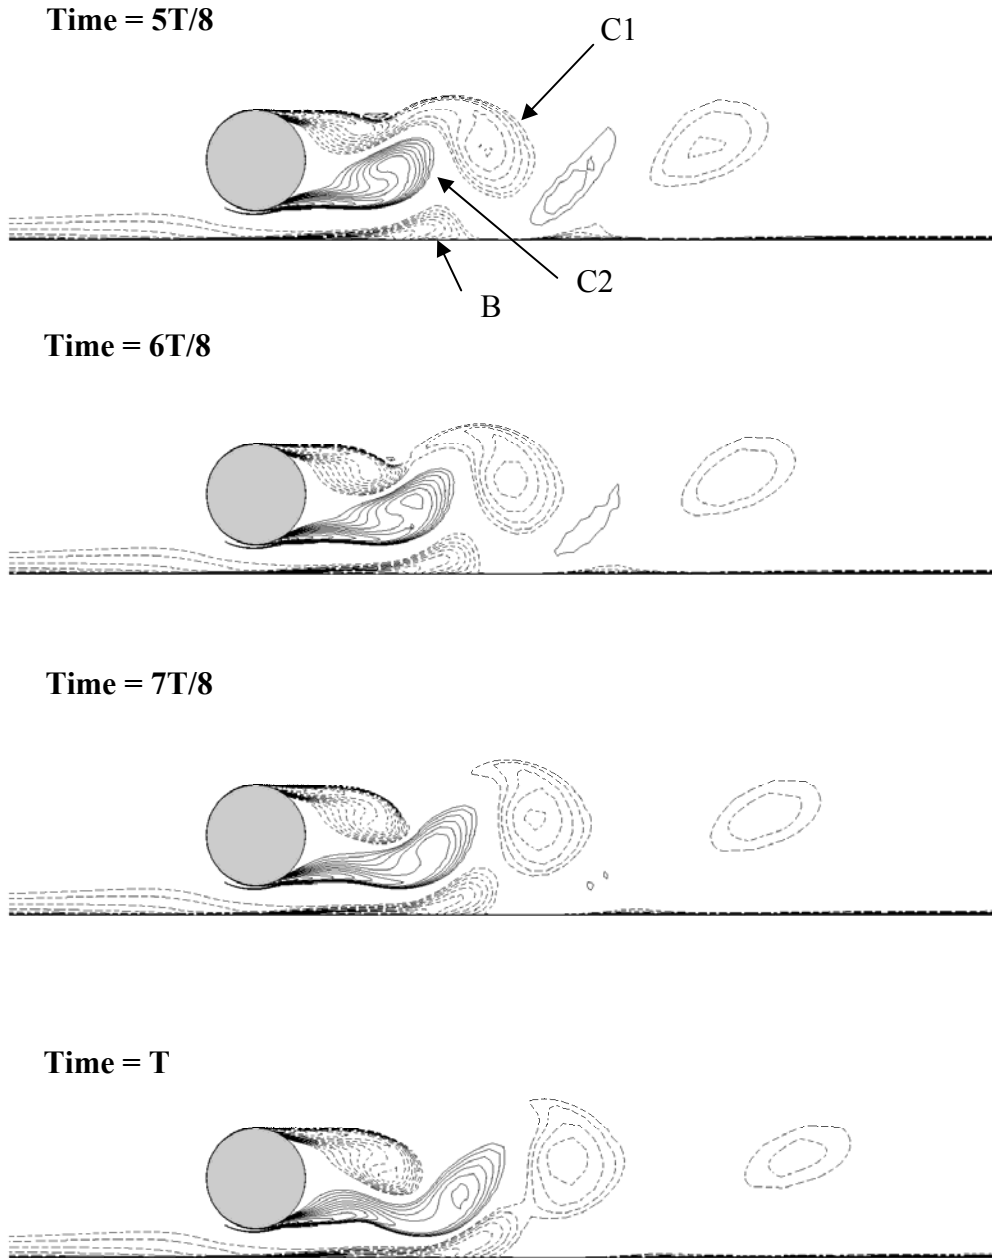 Time = 5T/8
C1
C2
B
Time = 6T/8
Time = 7T/8
Time = T